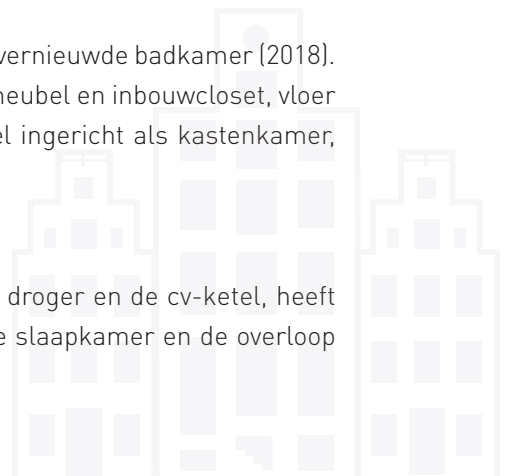 vernieuwde badkamer (2018).
meubel en inbouwcloset, vloer
ingericht als kastenkamer,
droger en de cv-ketel, heeft
slaapkamer en de overloop